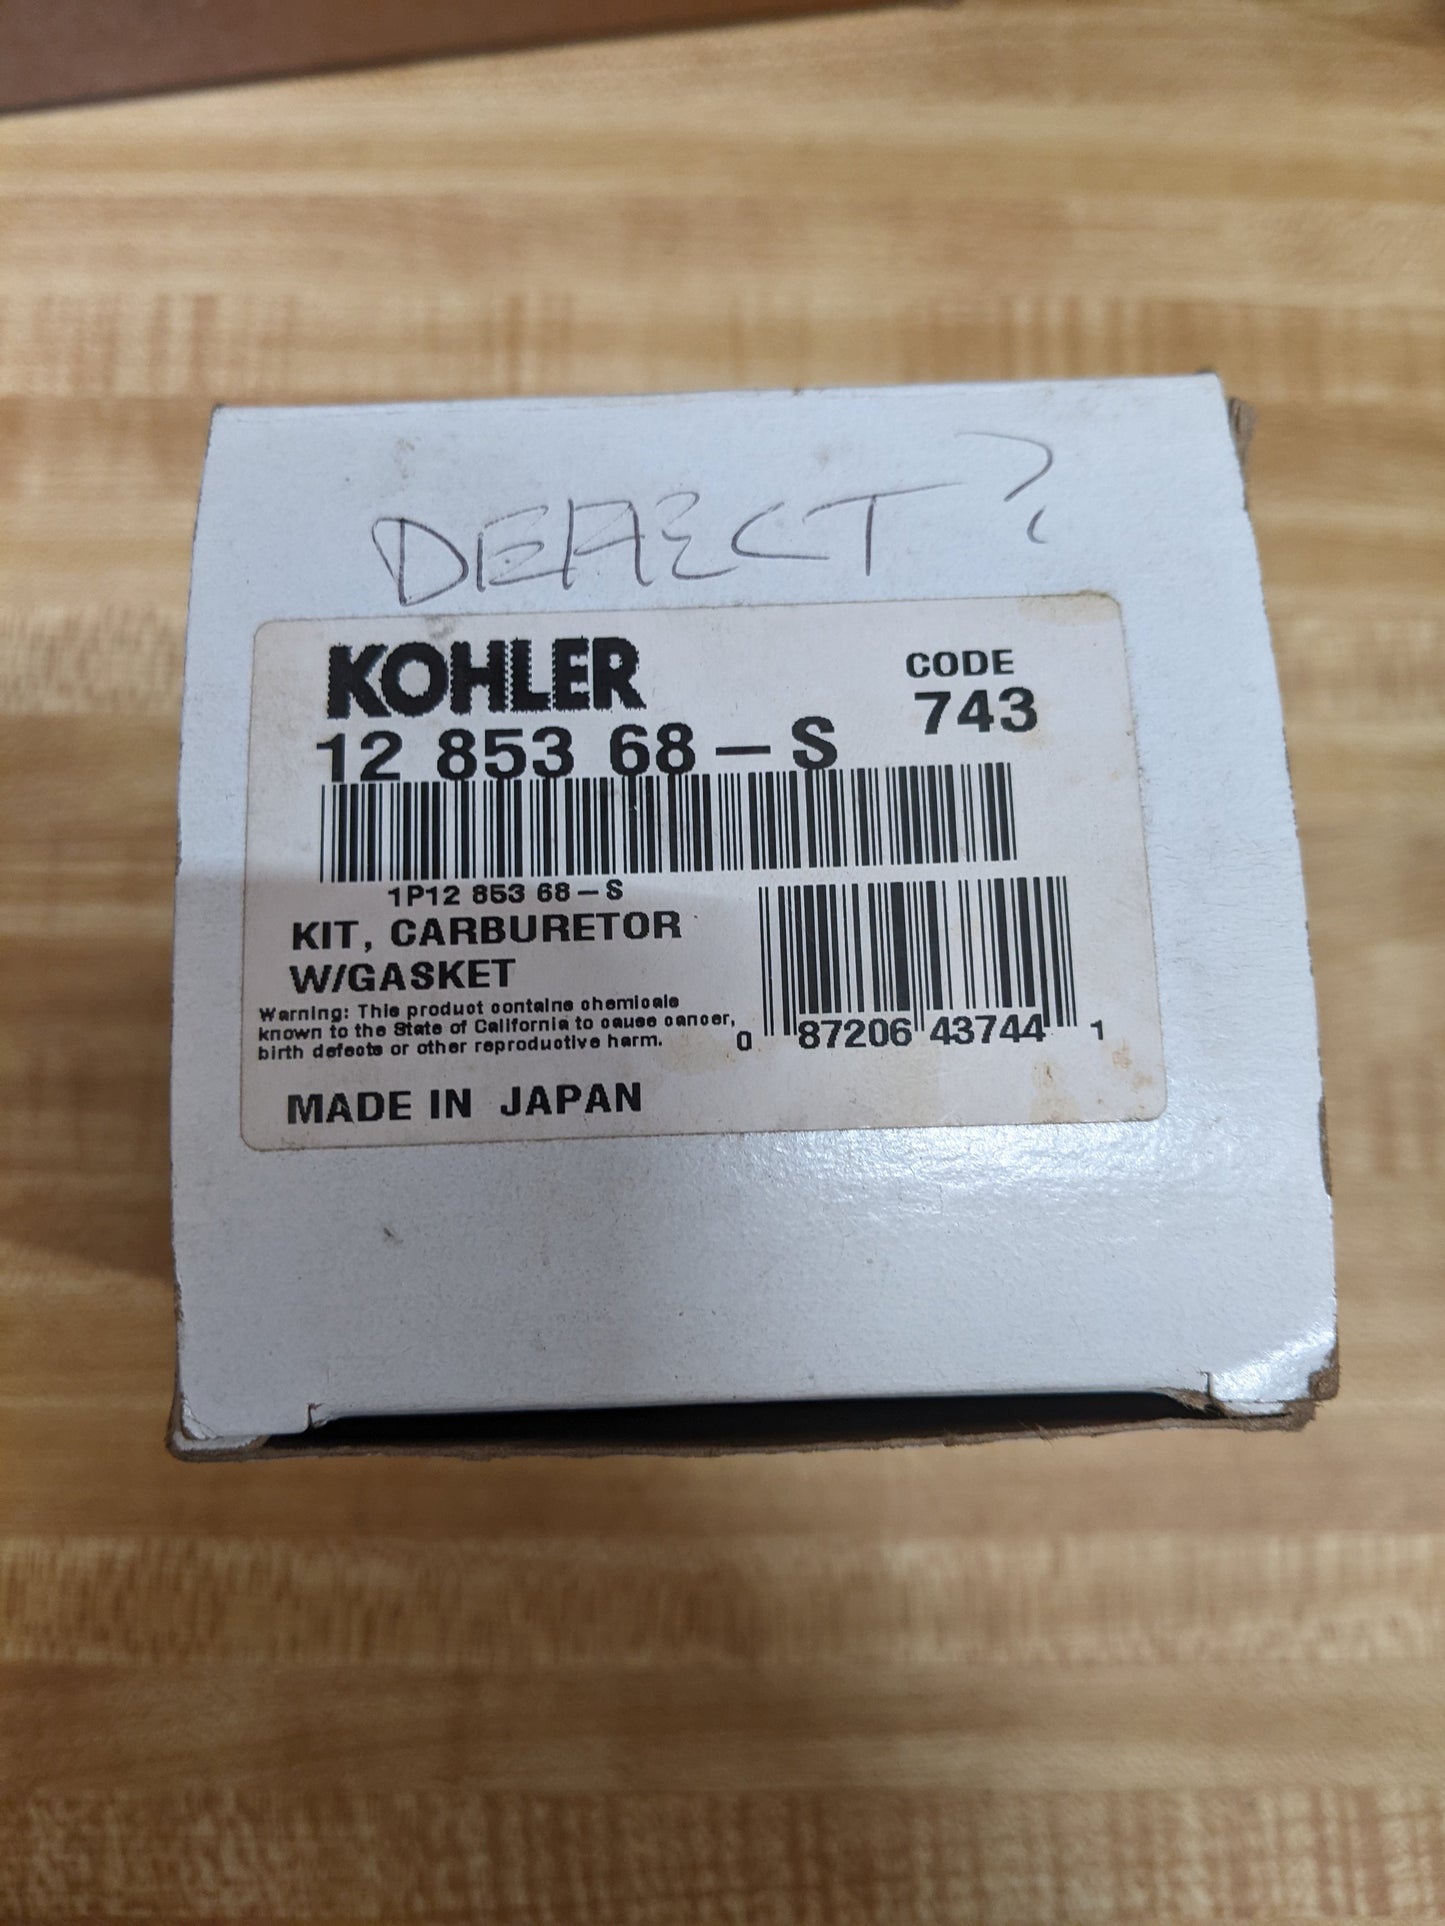 DEFECT?
KOHLER
CODE
743
12 853 68-S
1P12 853 68-S
KIT, CARBURETOR
W/GASKET
Warning: This product contains chemicals
known to the State of California to cause cancer,
birth defects or other reproductive harm.
0 87206 43744 1
MADE IN JAPAN